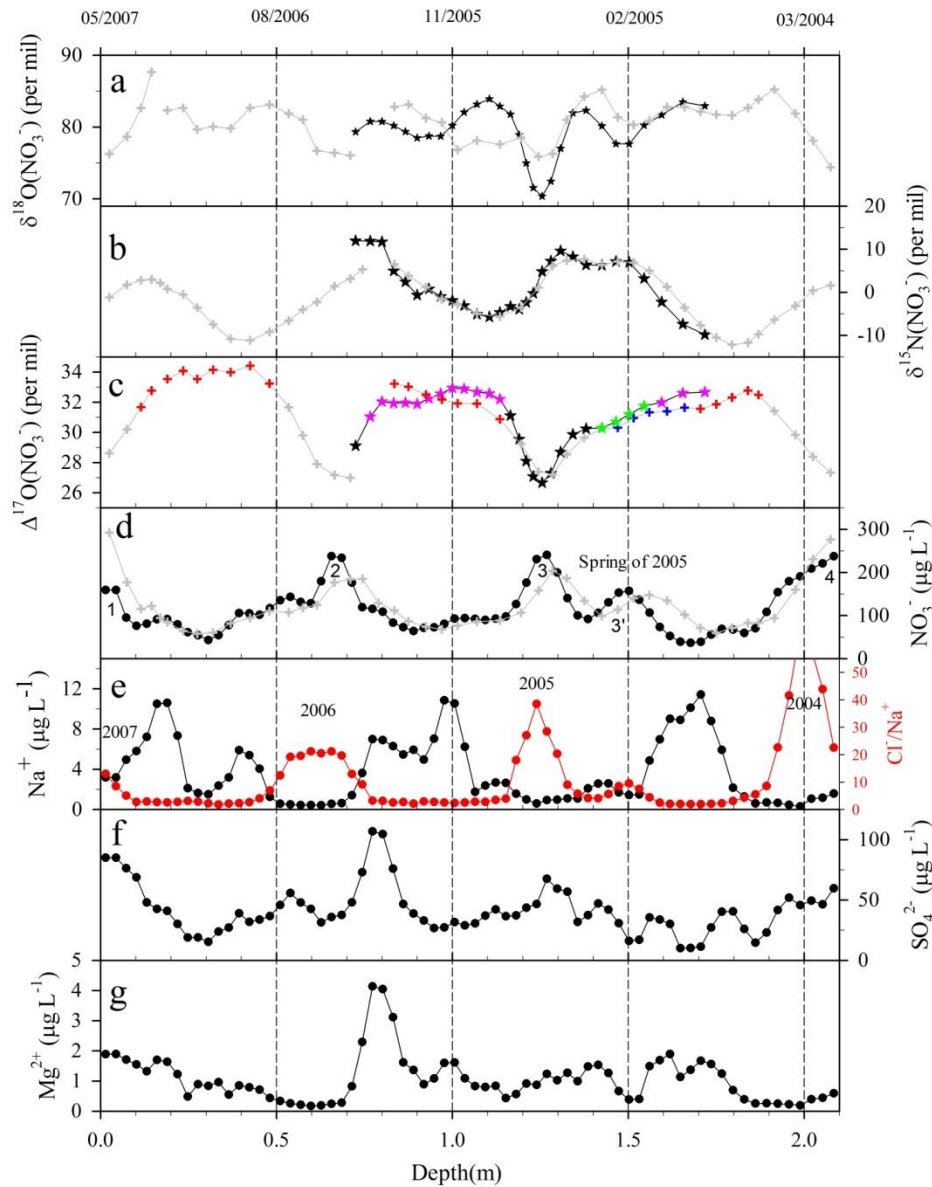 05/2007 08/2006 11/2005 02/2005 03/2004
a
δ¹⁸O(NO₃⁻) (per mil)
90
80
70
b
δ¹⁵N(NO₃⁻) (per mil)
20
10
0
-10
c
Δ¹⁷O(NO₃⁻) (per mil)
34
32
30
28
26
d
1
2
3
Spring of 2005
3'
4
NO₃⁻ (μg L⁻¹)
300
200
100
0
e
Na⁺ (μg L⁻¹)
12
8
4
0
2007
2006
2005
2004
Cl⁻/Na⁺
60
50
40
30
20
10
0
f
SO₄²⁻ (μg L⁻¹)
100
50
0
g
Mg²⁺ (μg L⁻¹)
5
4
3
2
1
0
0.0 0.5 1.0 1.5 2.0
Depth(m)